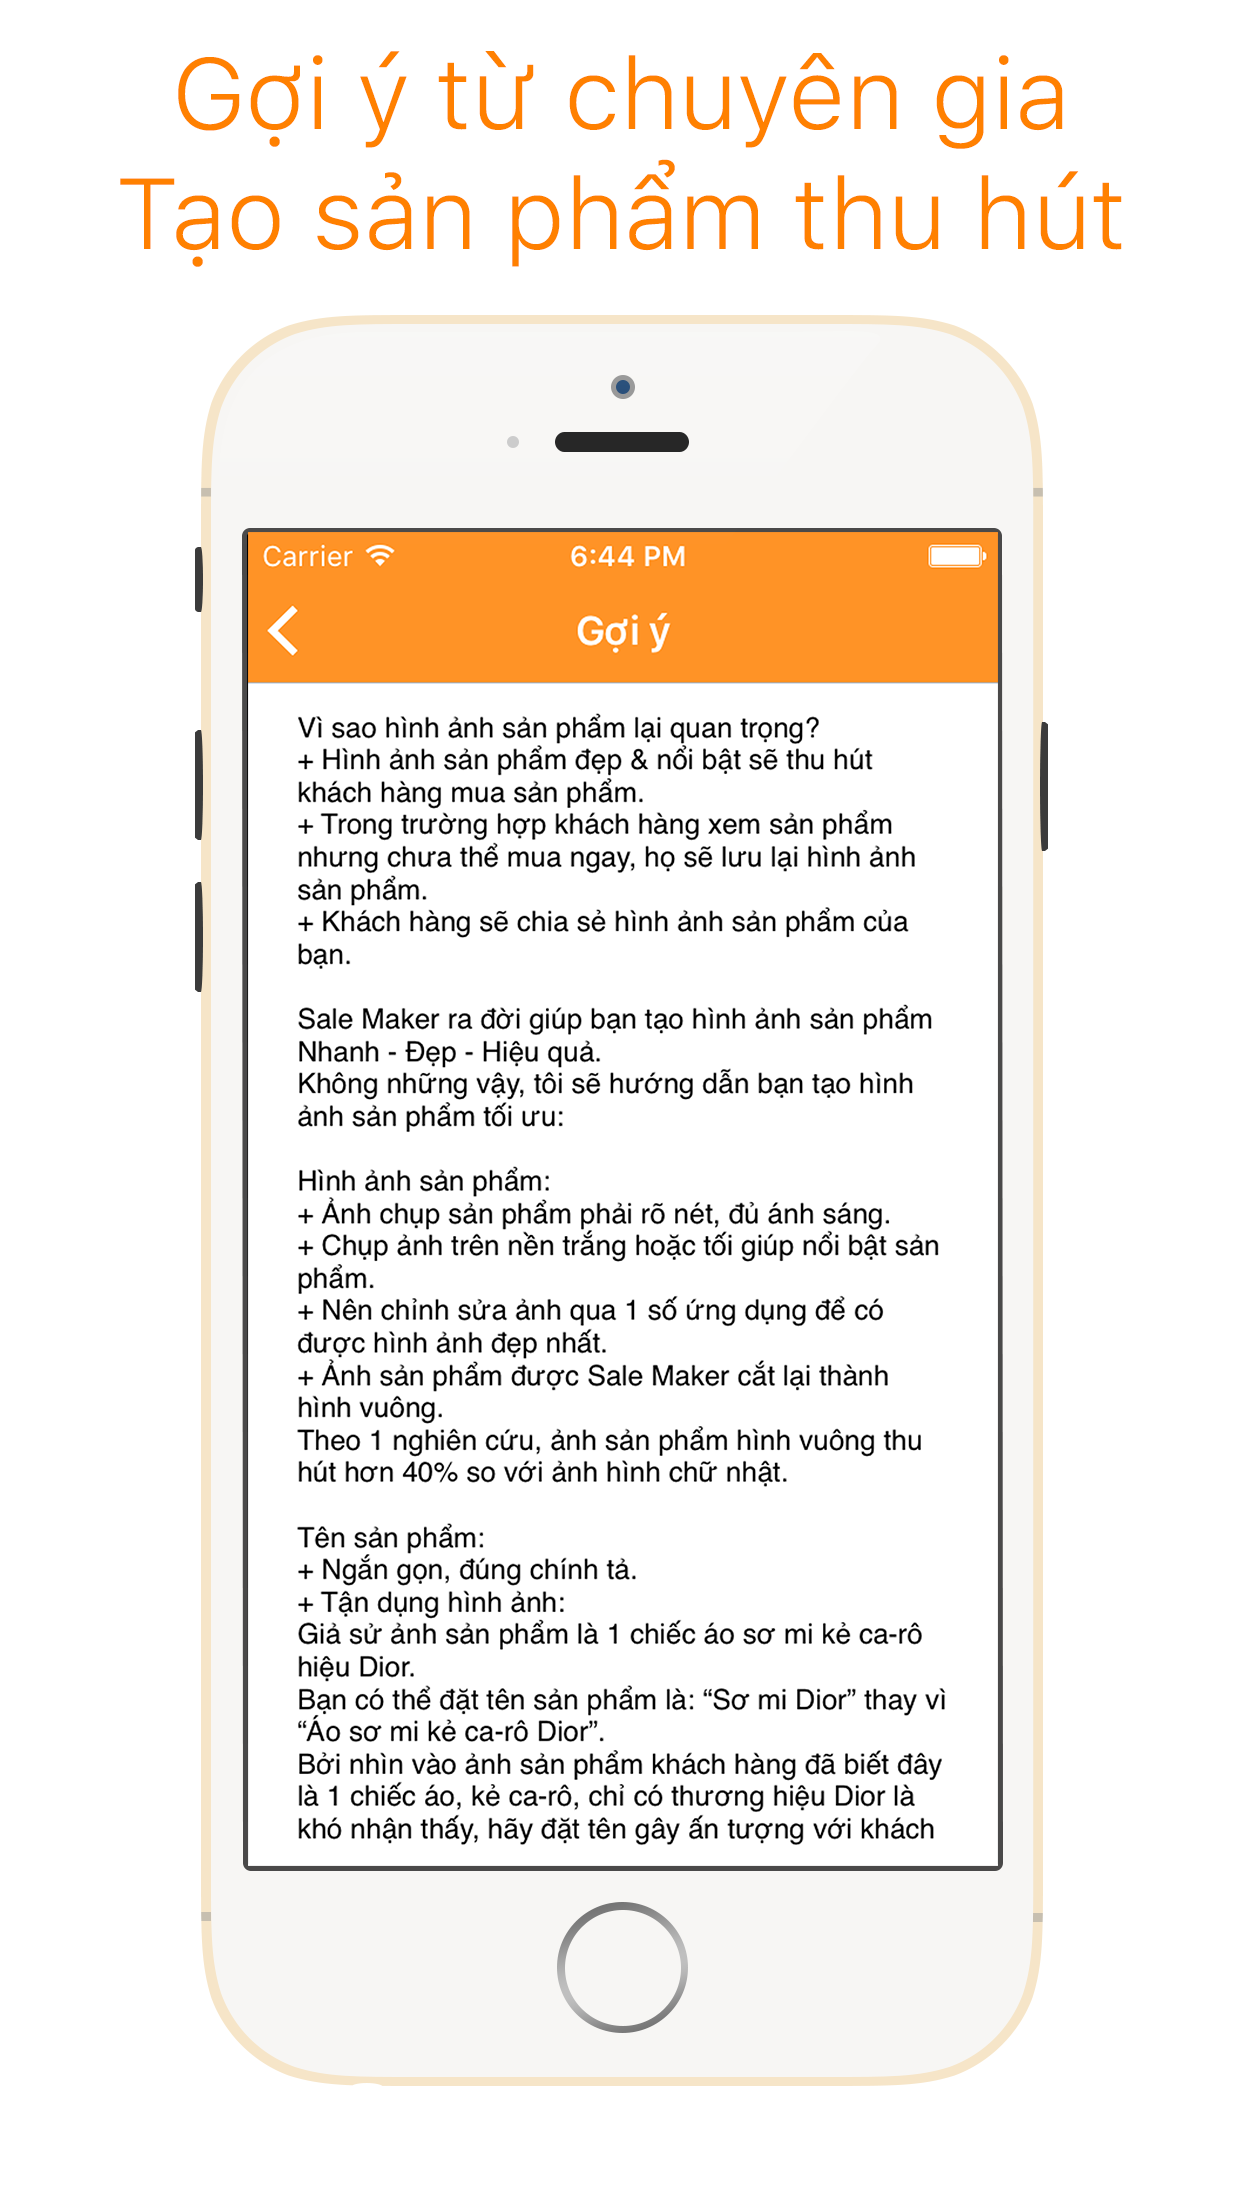 Gợi ý từ chuyên gia
Tạo sản phẩm thu hút
Carrier 6:44 PM
Gợi ý
Vì sao hình ảnh sản phẩm lại quan trọng?
+ Hình ảnh sản phẩm đẹp & nổi bật sẽ thu hút
khách hàng mua sản phẩm.
+ Trong trường hợp khách hàng xem sản phẩm
nhưng chưa thể mua ngay, họ sẽ lưu lại hình ảnh
sản phẩm.
+ Khách hàng sẽ chia sẻ hình ảnh sản phẩm của
bạn.
Sale Maker ra đời giúp bạn tạo hình ảnh sản phẩm
Nhanh - Đẹp - Hiệu quả.
Không những vậy, tôi sẽ hướng dẫn bạn tạo hình
ảnh sản phẩm tối ưu:
Hình ảnh sản phẩm:
+ Ảnh chụp sản phẩm phải rõ nét, đủ ánh sáng.
+ Chụp ảnh trên nền trắng hoặc tối giúp nổi bật sản
phẩm.
+ Nên chỉnh sửa ảnh qua 1 số ứng dụng để có
được hình ảnh đẹp nhất.
+ Ảnh sản phẩm được Sale Maker cắt lại thành
hình vuông.
Theo 1 nghiên cứu, ảnh sản phẩm hình vuông thu
hút hơn 40% so với ảnh hình chữ nhật.
Tên sản phẩm:
+ Ngắn gọn, đúng chính tả.
+ Tận dụng hình ảnh:
Giả sử ảnh sản phẩm là 1 chiếc áo sơ mi kẻ ca-rô
hiệu Dior.
Bạn có thể đặt tên sản phẩm là: “Sơ mi Dior” thay vì
“Áo sơ mi kẻ ca-rô Dior”.
Bởi nhìn vào ảnh sản phẩm khách hàng đã biết đây
là 1 chiếc áo, kẻ ca-rô, chỉ có thương hiệu Dior là
khó nhận thấy, hãy đặt tên gây ấn tượng với khách